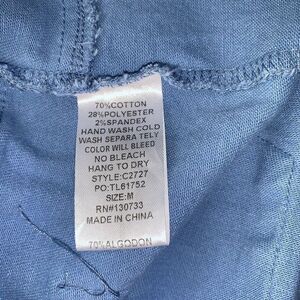 70%COTTON
28%POLYESTER
2%SPANDEX
HAND WASH COLD
WASH SEPARA TELY
COLOR WILL BLEED
NO BLEACH
HANG TO DRY
STYLE:C2727
PO:TL61752
SIZE:M
RN#130733
MADE IN CHINA
70%ALGODON